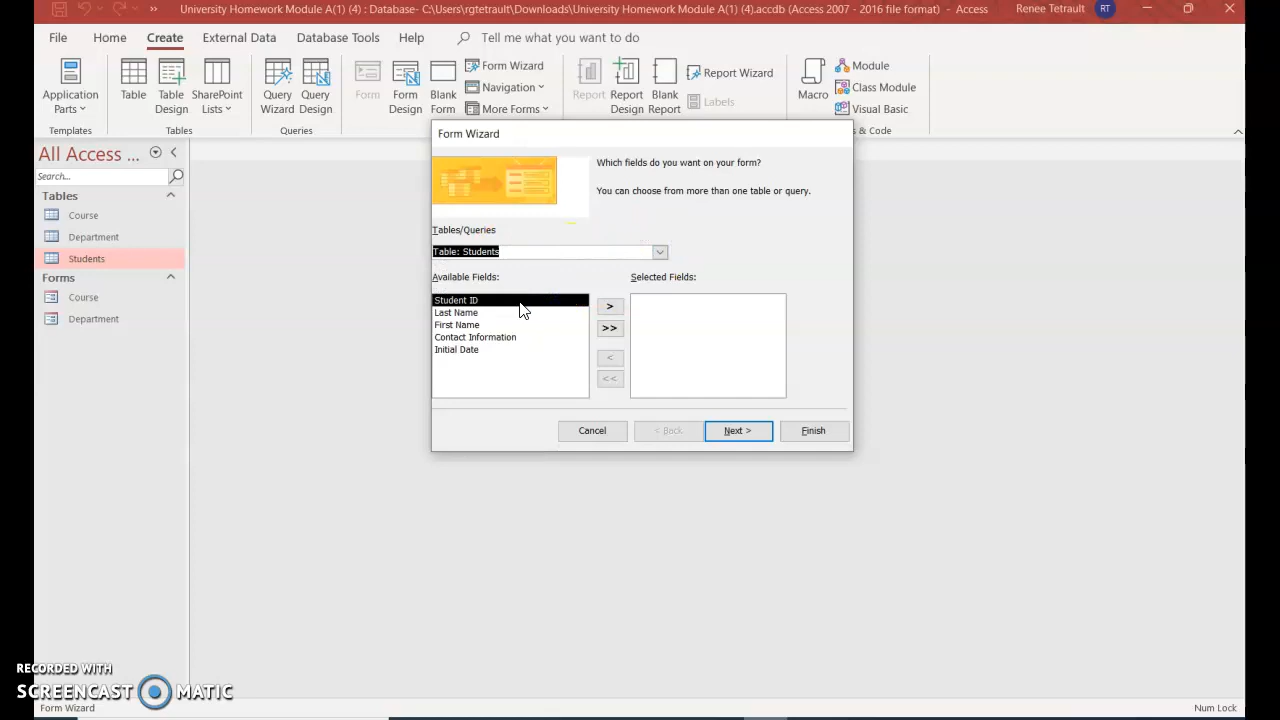 University Homework Module A(1) (4) : Database- C:\Users\rgtetrault\Downloads\University Homework Module A(1) (4).accdb (Access 2007 - 2016 file format) - Access
Renee Tetrault RT
File Home Create External Data Database Tools Help Tell me what you want to do
Application Parts
Table
Table Design
SharePoint Lists
Query Wizard
Query Design
Form
Form Design
Blank Form
Form Wizard
Navigation
More Forms
Report
Report Design
Blank Report
Report Wizard
Labels
Macro
Module
Class Module
Visual Basic
Templates
Tables
Queries
s & Code
All Access ...
Search...
Tables
Course
Department
Students
Forms
Course
Department
Form Wizard
Which fields do you want on your form?
You can choose from more than one table or query.
Tables/Queries
Table: Students
Available Fields:
Selected Fields:
Student ID
Last Name
First Name
Contact Information
Initial Date
>
>>
<
<<
Cancel
< Back
Next >
Finish
RECORDED WITH
SCREENCAST MATIC
Form Wizard
Num Lock